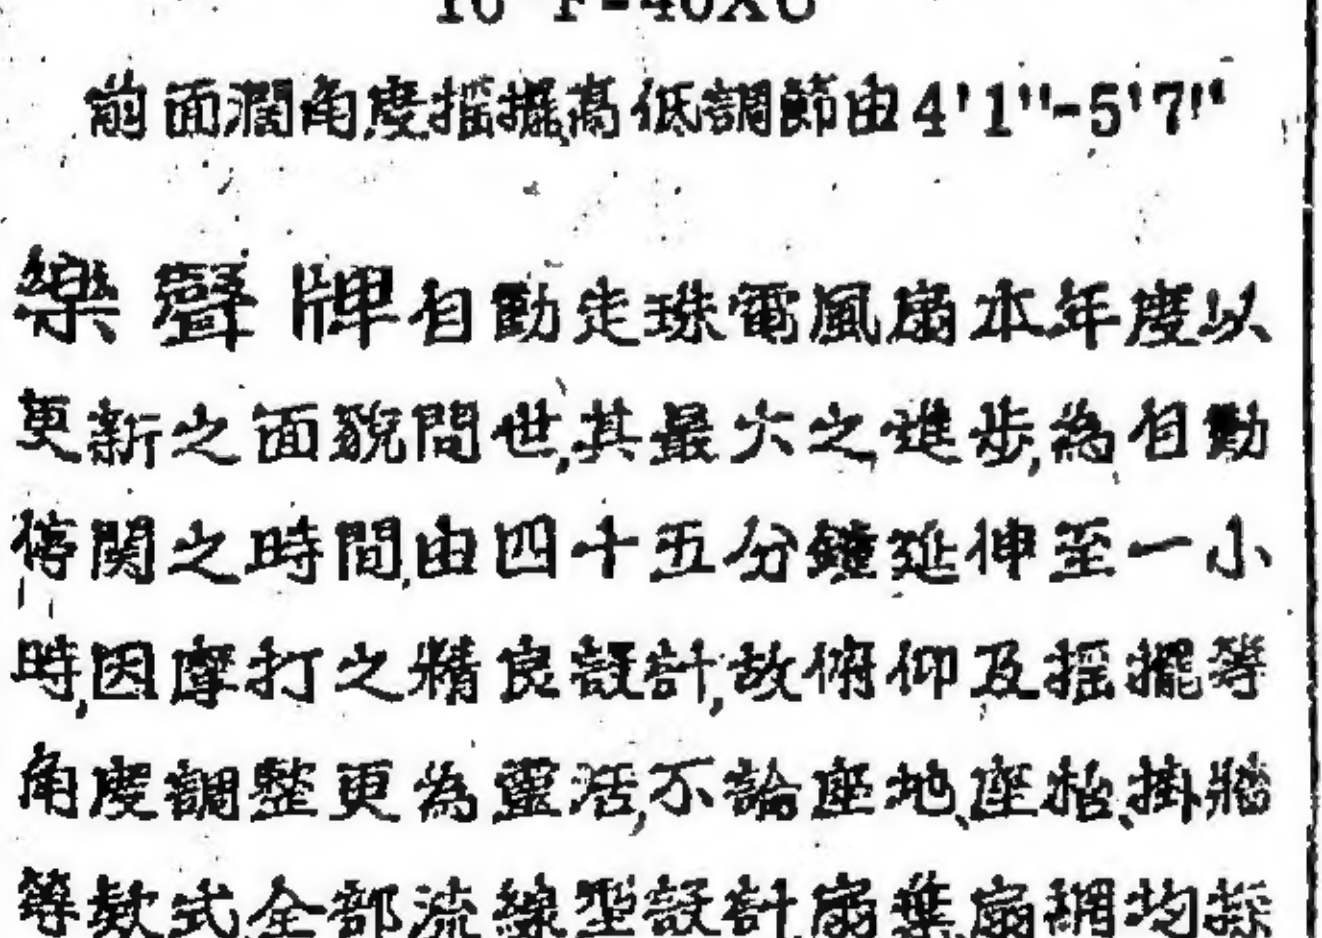 16" F-40XC
前面濶角度搖擺,高低調節由4'1"-5'7"
樂聲牌自動走珠電風扇本年度以
更新之面貌問世,其最大之進步,為自動
停関之時間,由四十五分鐘延伸至一小
時,因摩打之精良設計,故俯仰及搖擺等
角度調整更為靈活,不論座地、座枱、掛牆
等款式全部流線型設計,扇葉扇網均採